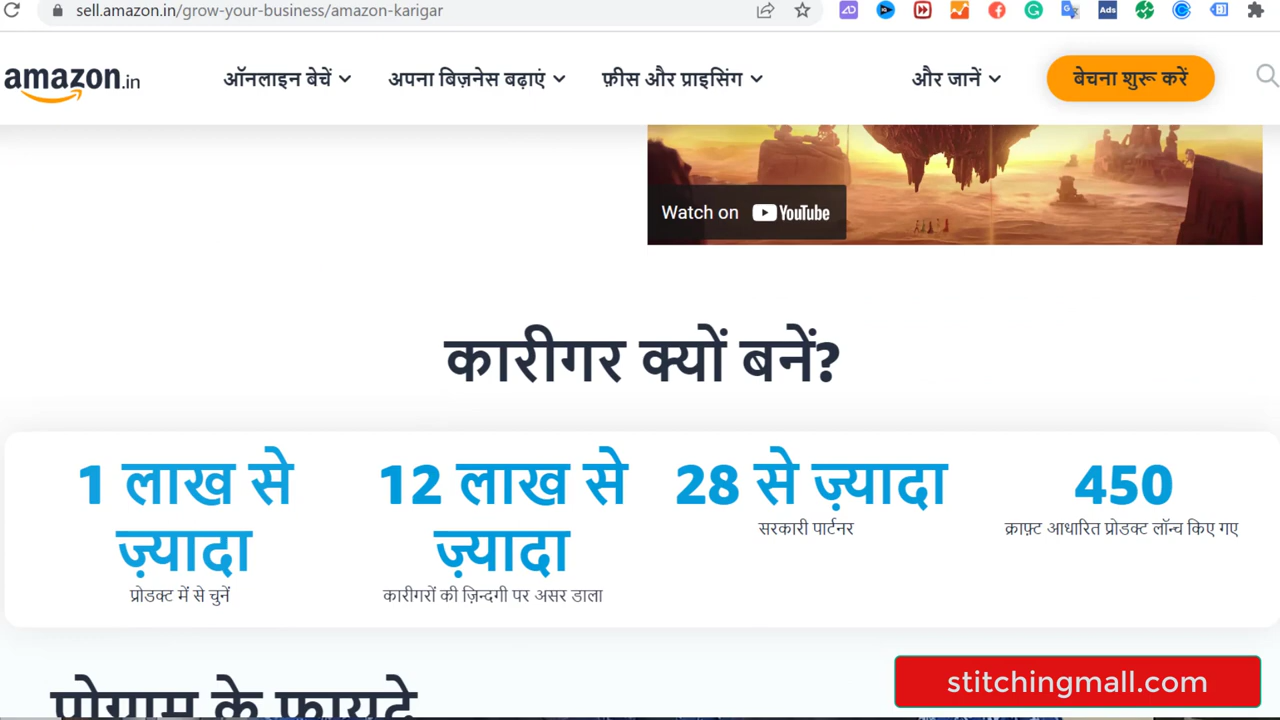 sell.amazon.in/grow-your-business/amazon-karigar
Ads
amazon.in
ऑनलाइन बेचें
अपना बिज़नेस बढ़ाएं
फ़ीस और प्राइसिंग
और जानें
बेचना शुरू करें
Watch on YouTube
कारीगर क्यों बनें?
1 लाख से
ज़्यादा
प्रोडक्ट में से चुनें
12 लाख से
ज़्यादा
कारीगरों की ज़िन्दगी पर असर डाला
28 से ज़्यादा
सरकारी पार्टनर
450
क्राफ़्ट आधारित प्रोडक्ट लॉन्च किए गए
प्रोग्राम के फ़ायदे
stitchingmall.com